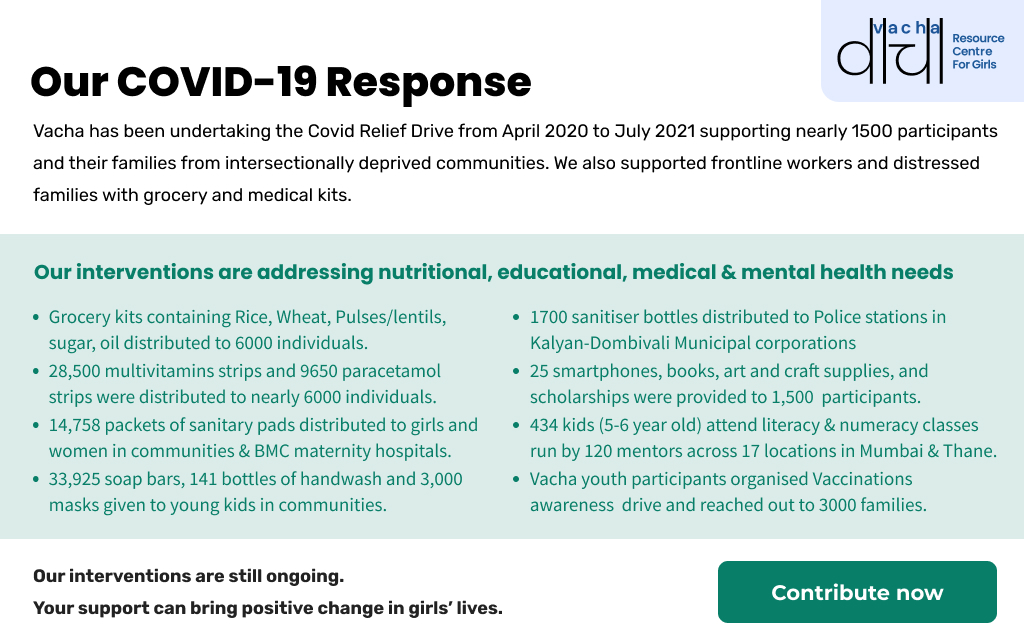 vacha
वाचा
Resource
Centre
For Girls
Our COVID-19 Response
Vacha has been undertaking the Covid Relief Drive from April 2020 to July 2021 supporting nearly 1500 participants
and their families from intersectionally deprived communities. We also supported frontline workers and distressed
families with grocery and medical kits.
Our interventions are addressing nutritional, educational, medical & mental health needs
• Grocery kits containing Rice, Wheat, Pulses/lentils,
sugar, oil distributed to 6000 individuals.
• 28,500 multivitamins strips and 9650 paracetamol
strips were distributed to nearly 6000 individuals.
• 14,758 packets of sanitary pads distributed to girls and
women in communities & BMC maternity hospitals.
• 33,925 soap bars, 141 bottles of handwash and 3,000
masks given to young kids in communities.
• 1700 sanitiser bottles distributed to Police stations in
Kalyan-Dombivali Municipal corporations
• 25 smartphones, books, art and craft supplies, and
scholarships were provided to 1,500 participants.
• 434 kids (5-6 year old) attend literacy & numeracy classes
run by 120 mentors across 17 locations in Mumbai & Thane.
• Vacha youth participants organised Vaccinations
awareness drive and reached out to 3000 families.
Our interventions are still ongoing.
Your support can bring positive change in girls’ lives.
Contribute now